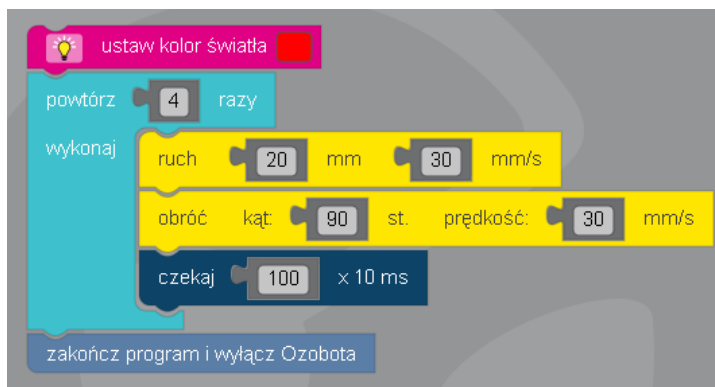 ustaw kolor światła
powtórz 4 razy
wykonaj
ruch 20 mm 30 mm/s
obróć kąt: 90 st. prędkość: 30 mm/s
czekaj 100 x 10 ms
zakończ program i wyłącz Ozobota